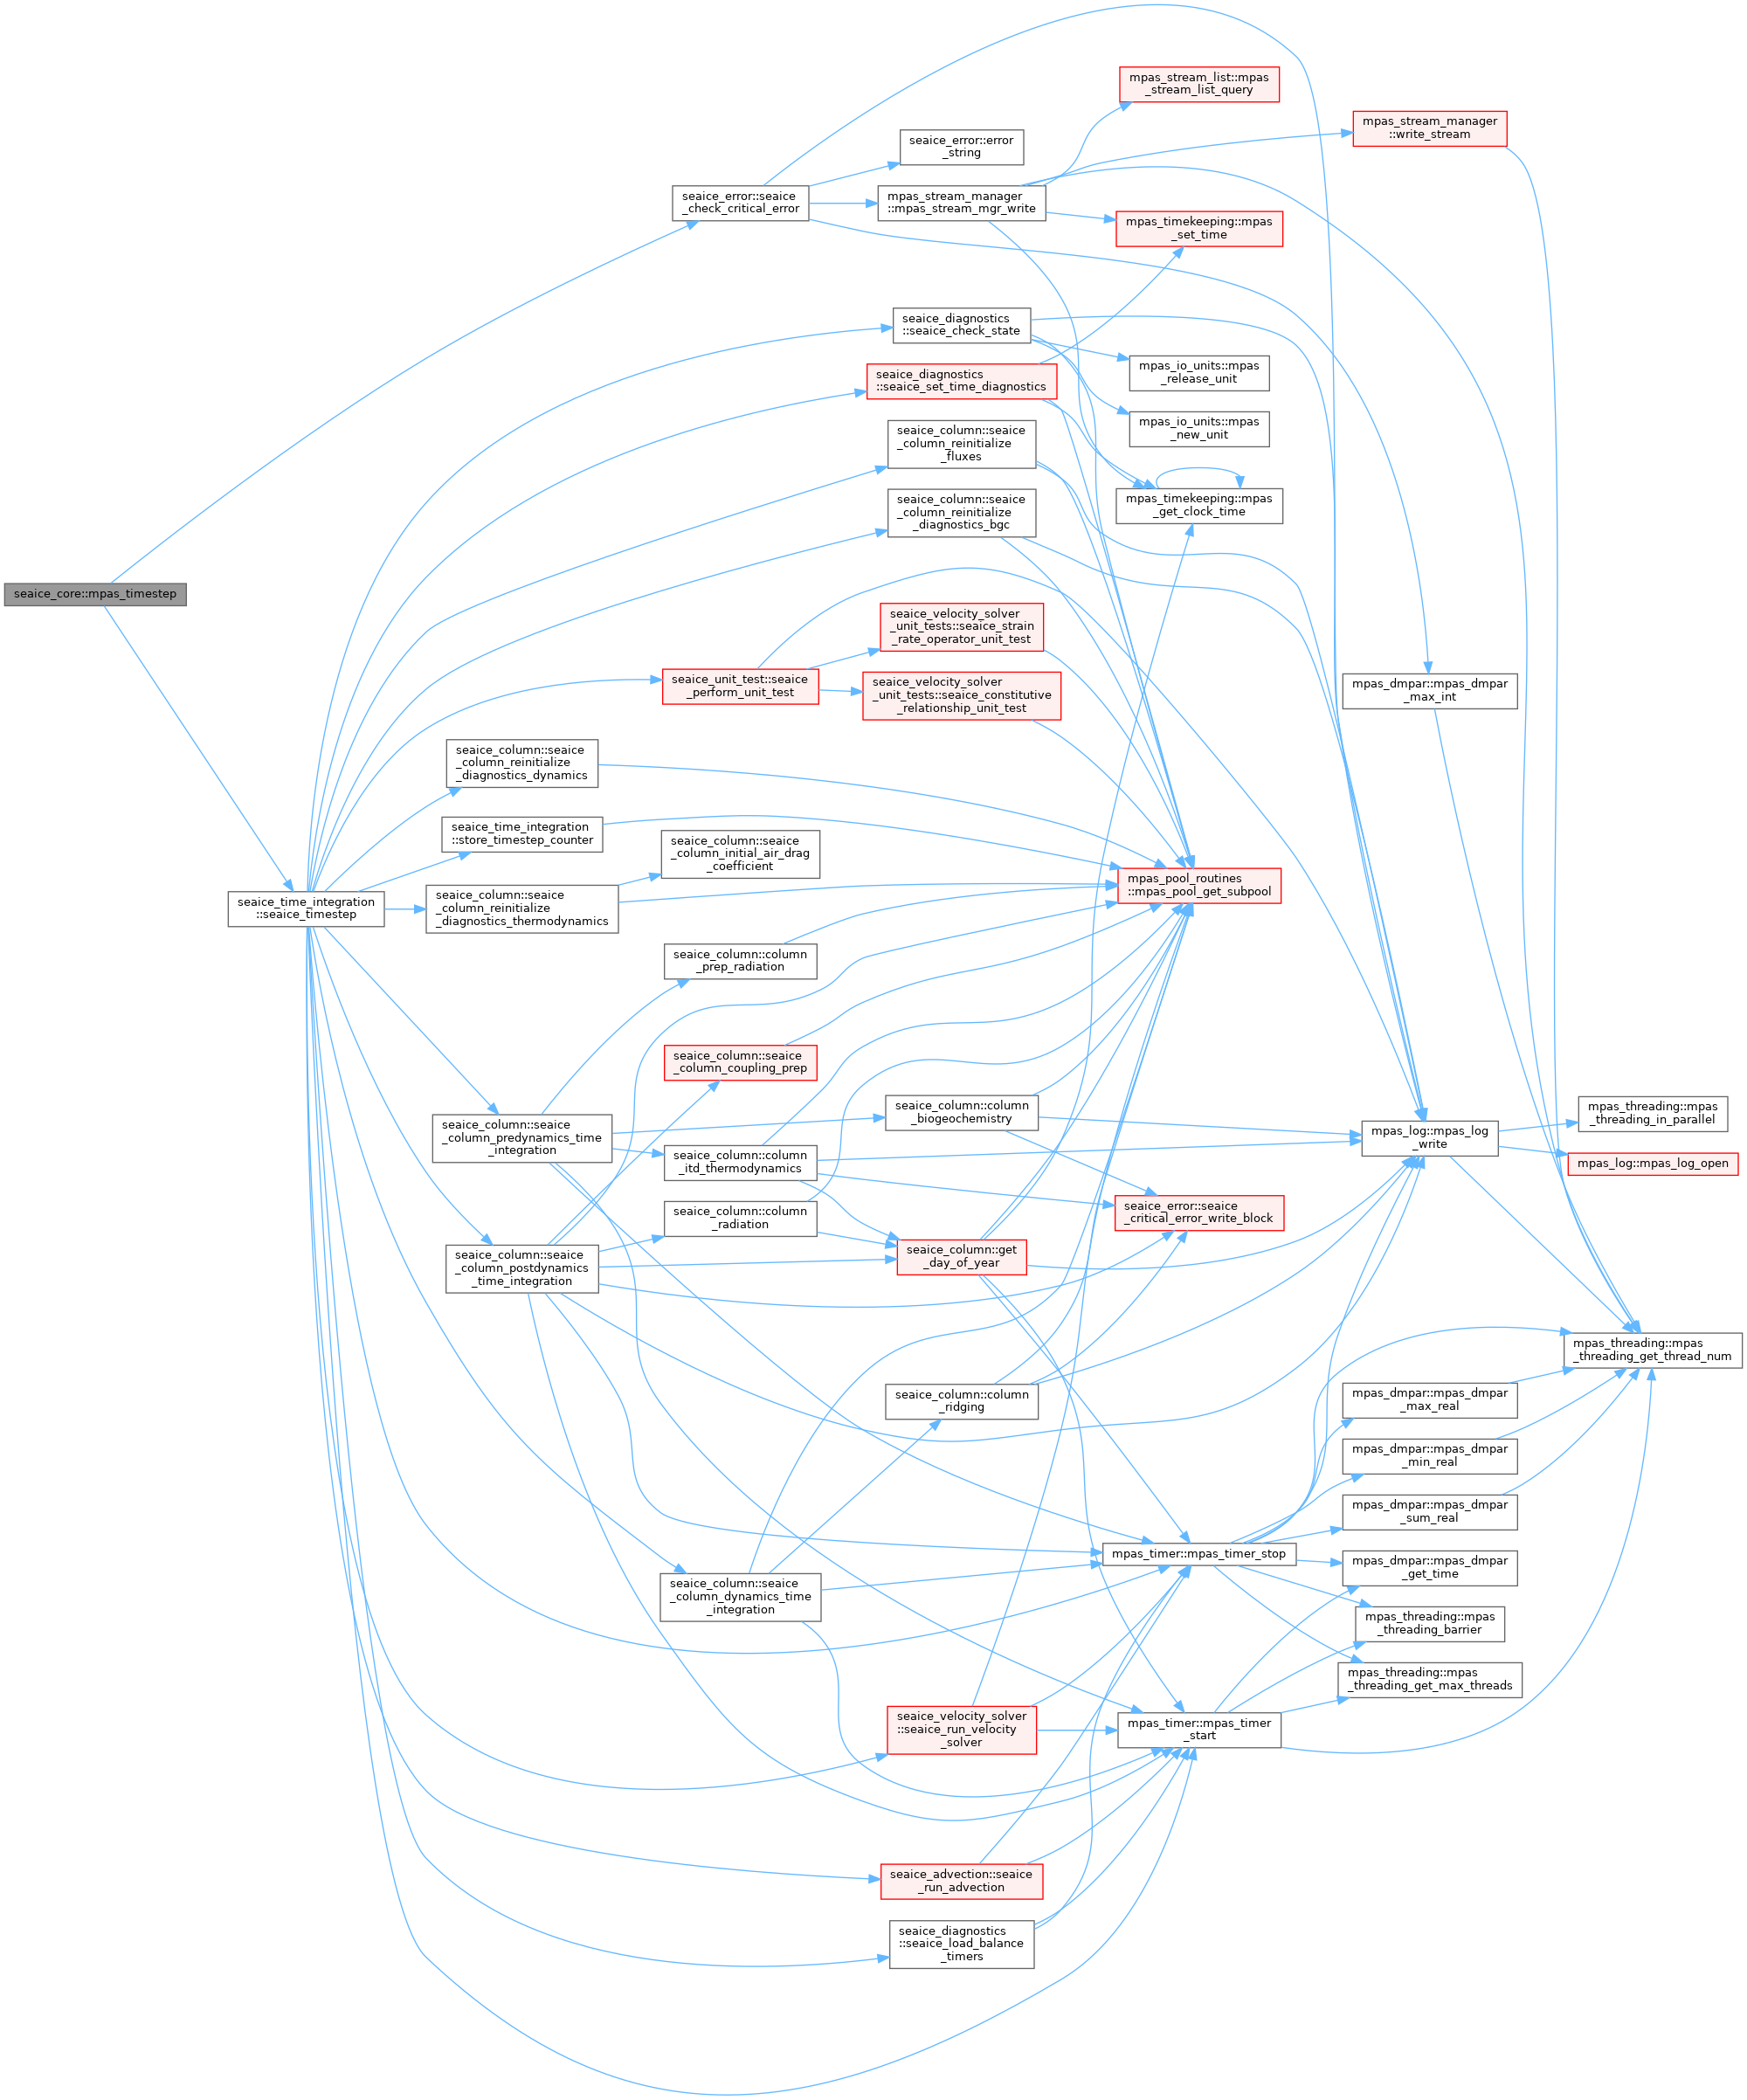 mpas_stream_list::mpas
_stream_list_query
mpas_stream_manager
::write_stream
seaice_error::error
_string
seaice_error::seaice
_check_critical_error
mpas_stream_manager
::mpas_stream_mgr_write
mpas_timekeeping::mpas
_set_time
seaice_diagnostics
::seaice_check_state
mpas_io_units::mpas
_release_unit
seaice_diagnostics
::seaice_set_time_diagnostics
mpas_io_units::mpas
_new_unit
seaice_column::seaice
_column_reinitialize
_fluxes
seaice_column::seaice
_column_reinitialize
_diagnostics_bgc
mpas_timekeeping::mpas
_get_clock_time
seaice_core::mpas_timestep
seaice_velocity_solver
_unit_tests::seaice_strain
_rate_operator_unit_test
seaice_unit_test::seaice
_perform_unit_test
seaice_velocity_solver
_unit_tests::seaice_constitutive
_relationship_unit_test
mpas_dmpar::mpas_dmpar
_max_int
seaice_column::seaice
_column_reinitialize
_diagnostics_dynamics
seaice_time_integration
::store_timestep_counter
seaice_column::seaice
_column_initial_air_drag
_coefficient
seaice_time_integration
::seaice_timestep
seaice_column::seaice
_column_reinitialize
_diagnostics_thermodynamics
mpas_pool_routines
::mpas_pool_get_subpool
seaice_column::column
_prep_radiation
seaice_column::seaice
_column_coupling_prep
seaice_column::column
_biogeochemistry
mpas_threading::mpas
_threading_in_parallel
seaice_column::seaice
_column_predynamics_time
_integration
seaice_column::column
_itd_thermodynamics
mpas_log::mpas_log
_write
mpas_log::mpas_log_open
seaice_column::column
_radiation
seaice_error::seaice
_critical_error_write_block
seaice_column::seaice
_column_postdynamics
_time_integration
seaice_column::get
_day_of_year
mpas_threading::mpas
_threading_get_thread_num
seaice_column::column
_ridging
mpas_dmpar::mpas_dmpar
_max_real
mpas_dmpar::mpas_dmpar
_min_real
mpas_dmpar::mpas_dmpar
_sum_real
mpas_timer::mpas_timer_stop
mpas_dmpar::mpas_dmpar
_get_time
seaice_column::seaice
_column_dynamics_time
_integration
mpas_threading::mpas
_threading_barrier
mpas_threading::mpas
_threading_get_max_threads
seaice_velocity_solver
::seaice_run_velocity
_solver
mpas_timer::mpas_timer
_start
seaice_advection::seaice
_run_advection
seaice_diagnostics
::seaice_load_balance
_timers